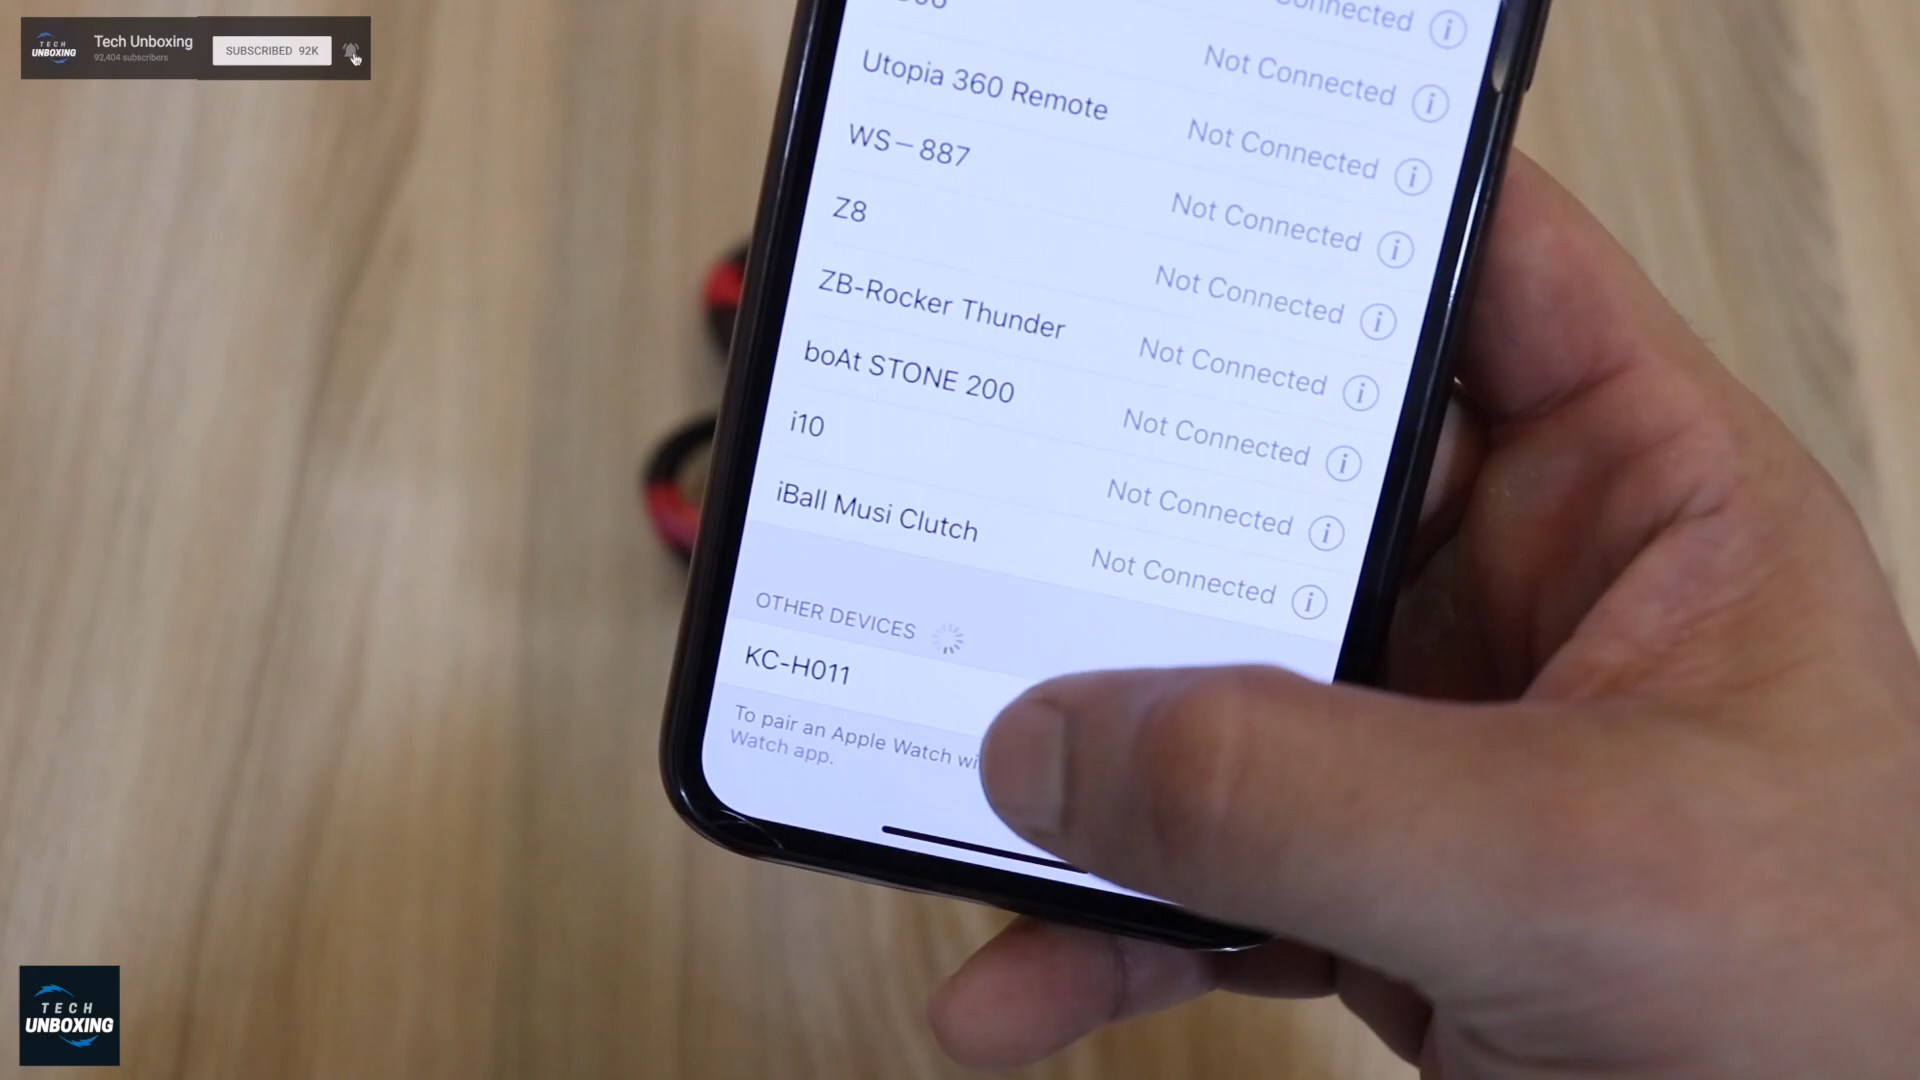 TECH
UNBOXING
Tech Unboxing
92,404 subscribers
SUBSCRIBED 92K
Not Connected
Utopia 360 Remote
Not Connected
WS-887
Not Connected
Z8
Not Connected
ZB-Rocker Thunder
Not Connected
boAt STONE 200
Not Connected
i10
Not Connected
iBall Musi Clutch
Not Connected
OTHER DEVICES
KC-H011
To pair an Apple Watch
Watch app.
TECH
UNBOXING